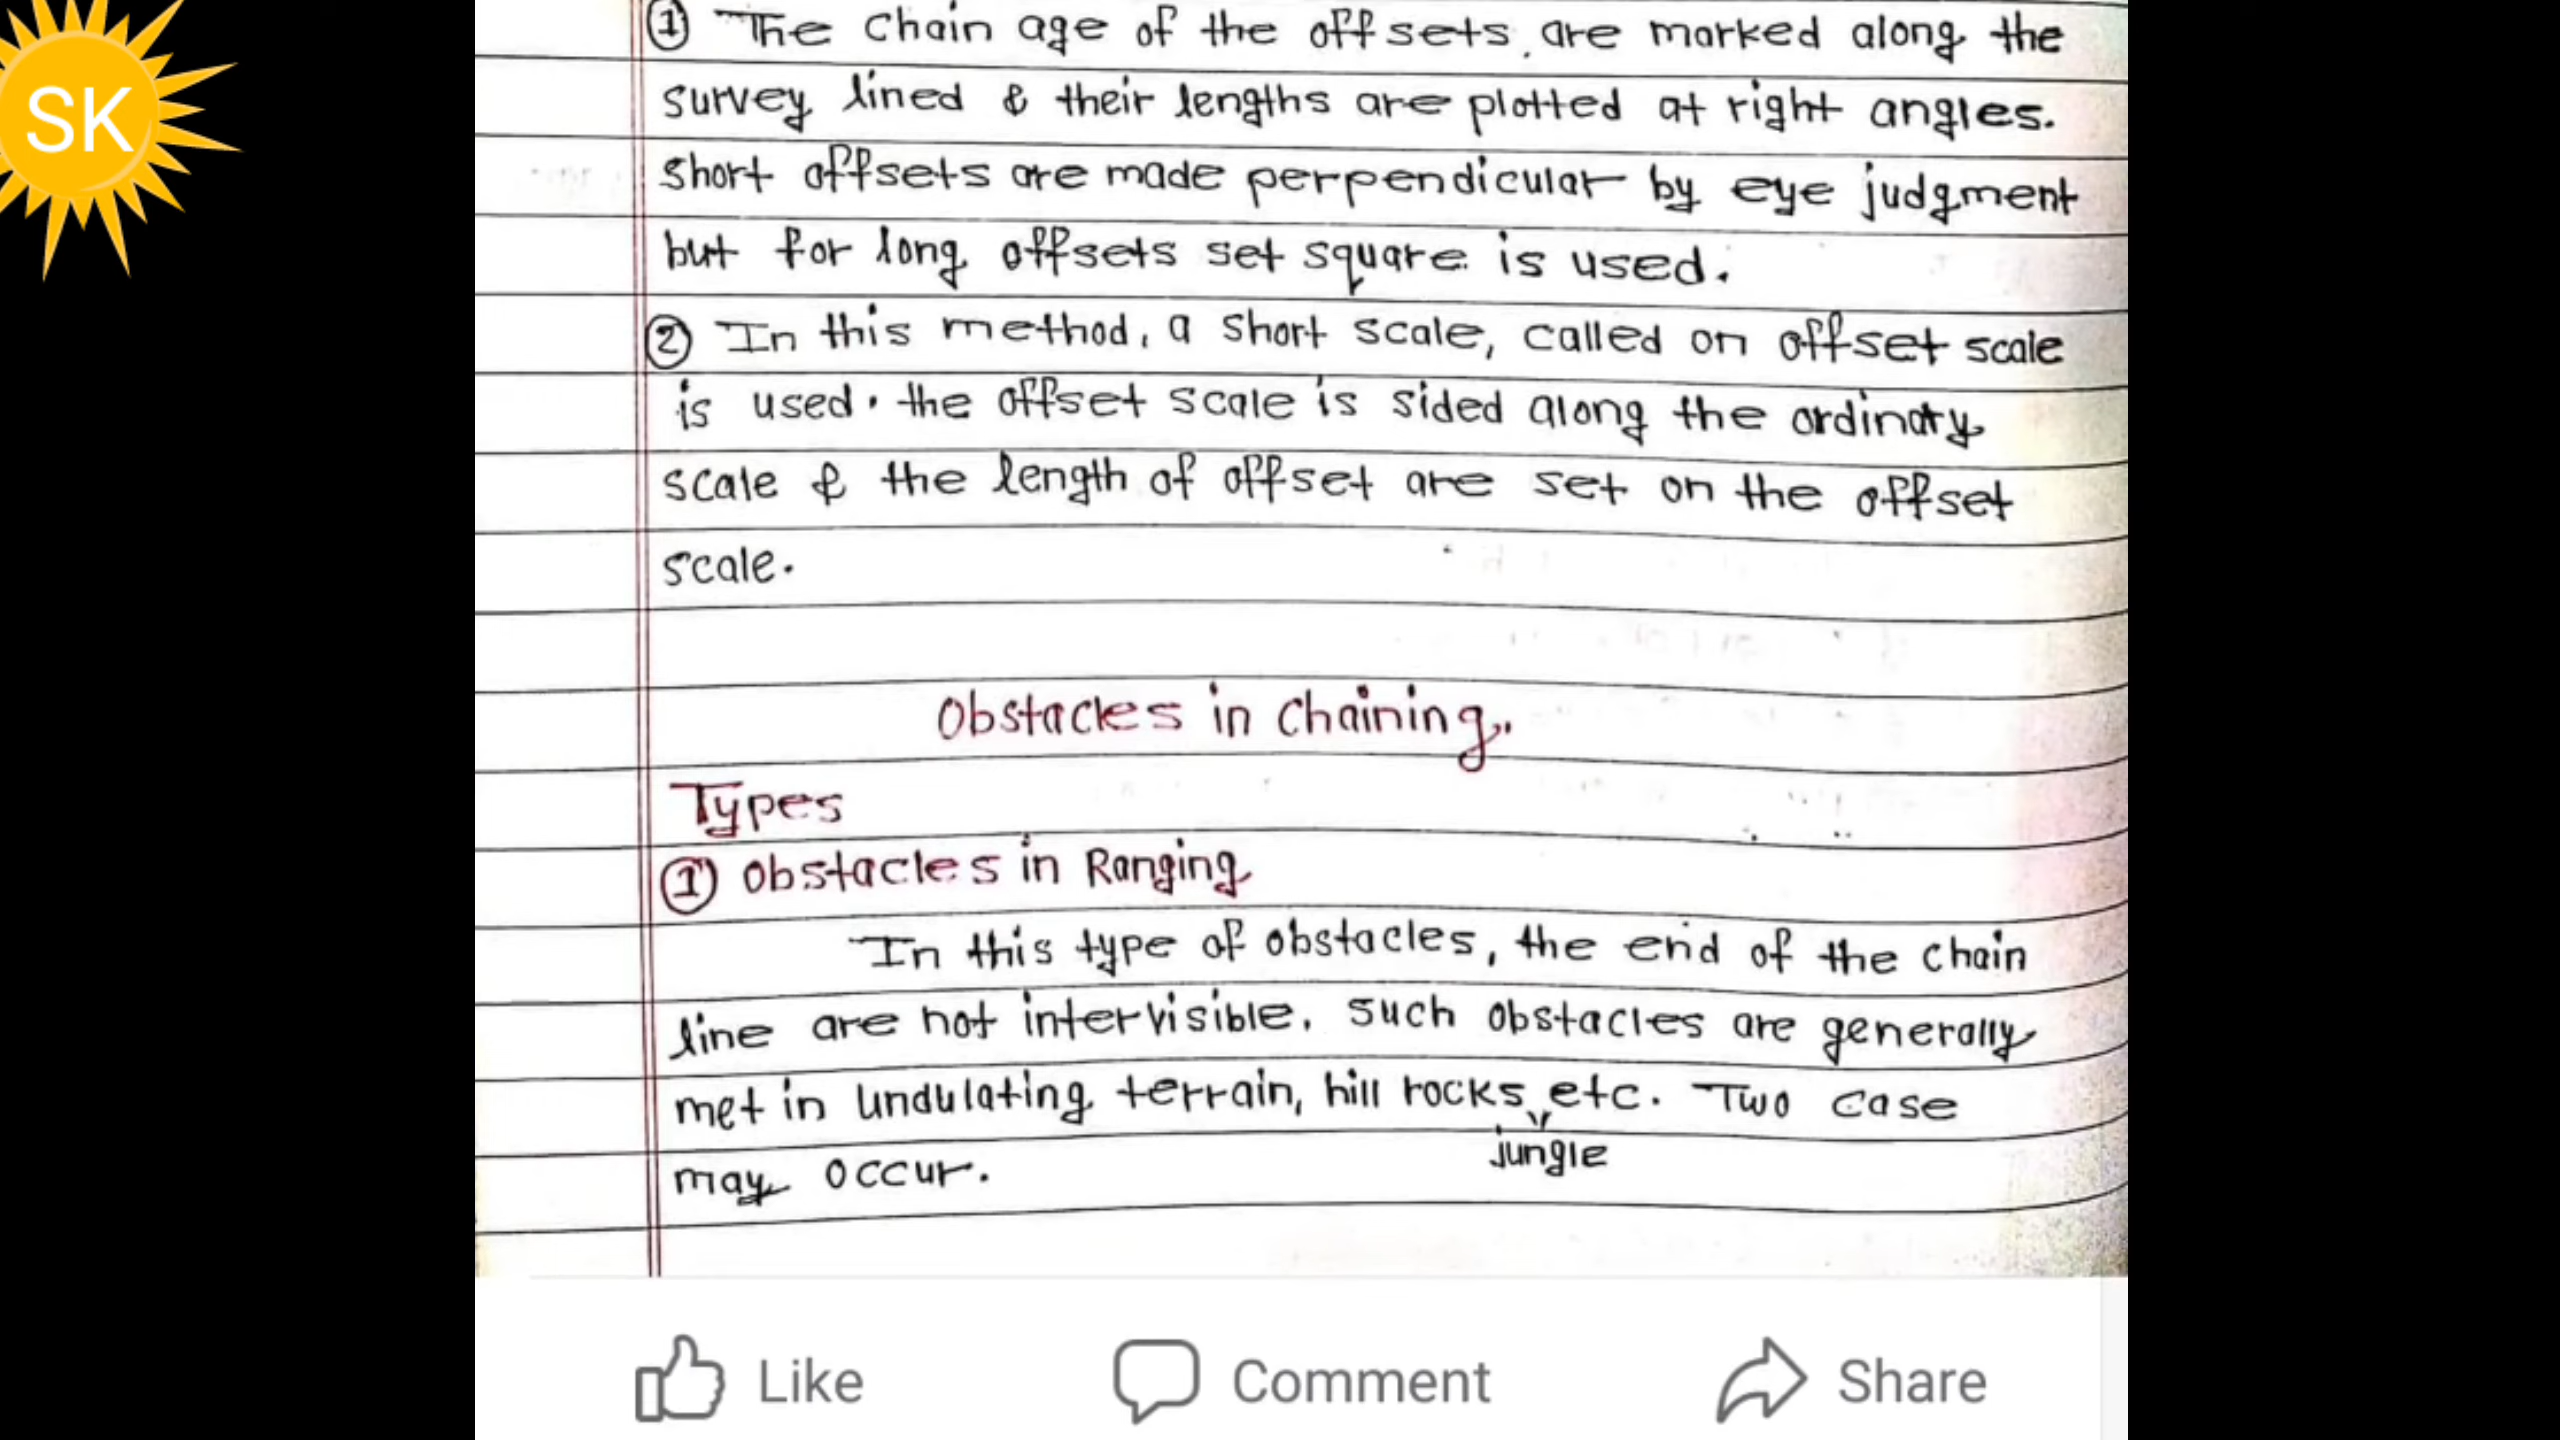 SK
① The chain age of the offsets are marked along the
survey lined & their lengths are plotted at right angles.
short offsets are made perpendicular by eye judgment
but for long offsets set square is used.
② In this method, a short scale, called on offset scale
is used. the offset scale is sided along the ordinary
scale & the length of offset are set on the offset
scale.
Obstacles in Chaining.
Types
① Obstacles in Ranging
In this type of obstacles, the end of the chain
line are not intervisible. such obstacles are generally
met in undulating terrain, hill rocks, etc. Two case
jungle
may occur.
Like Comment Share